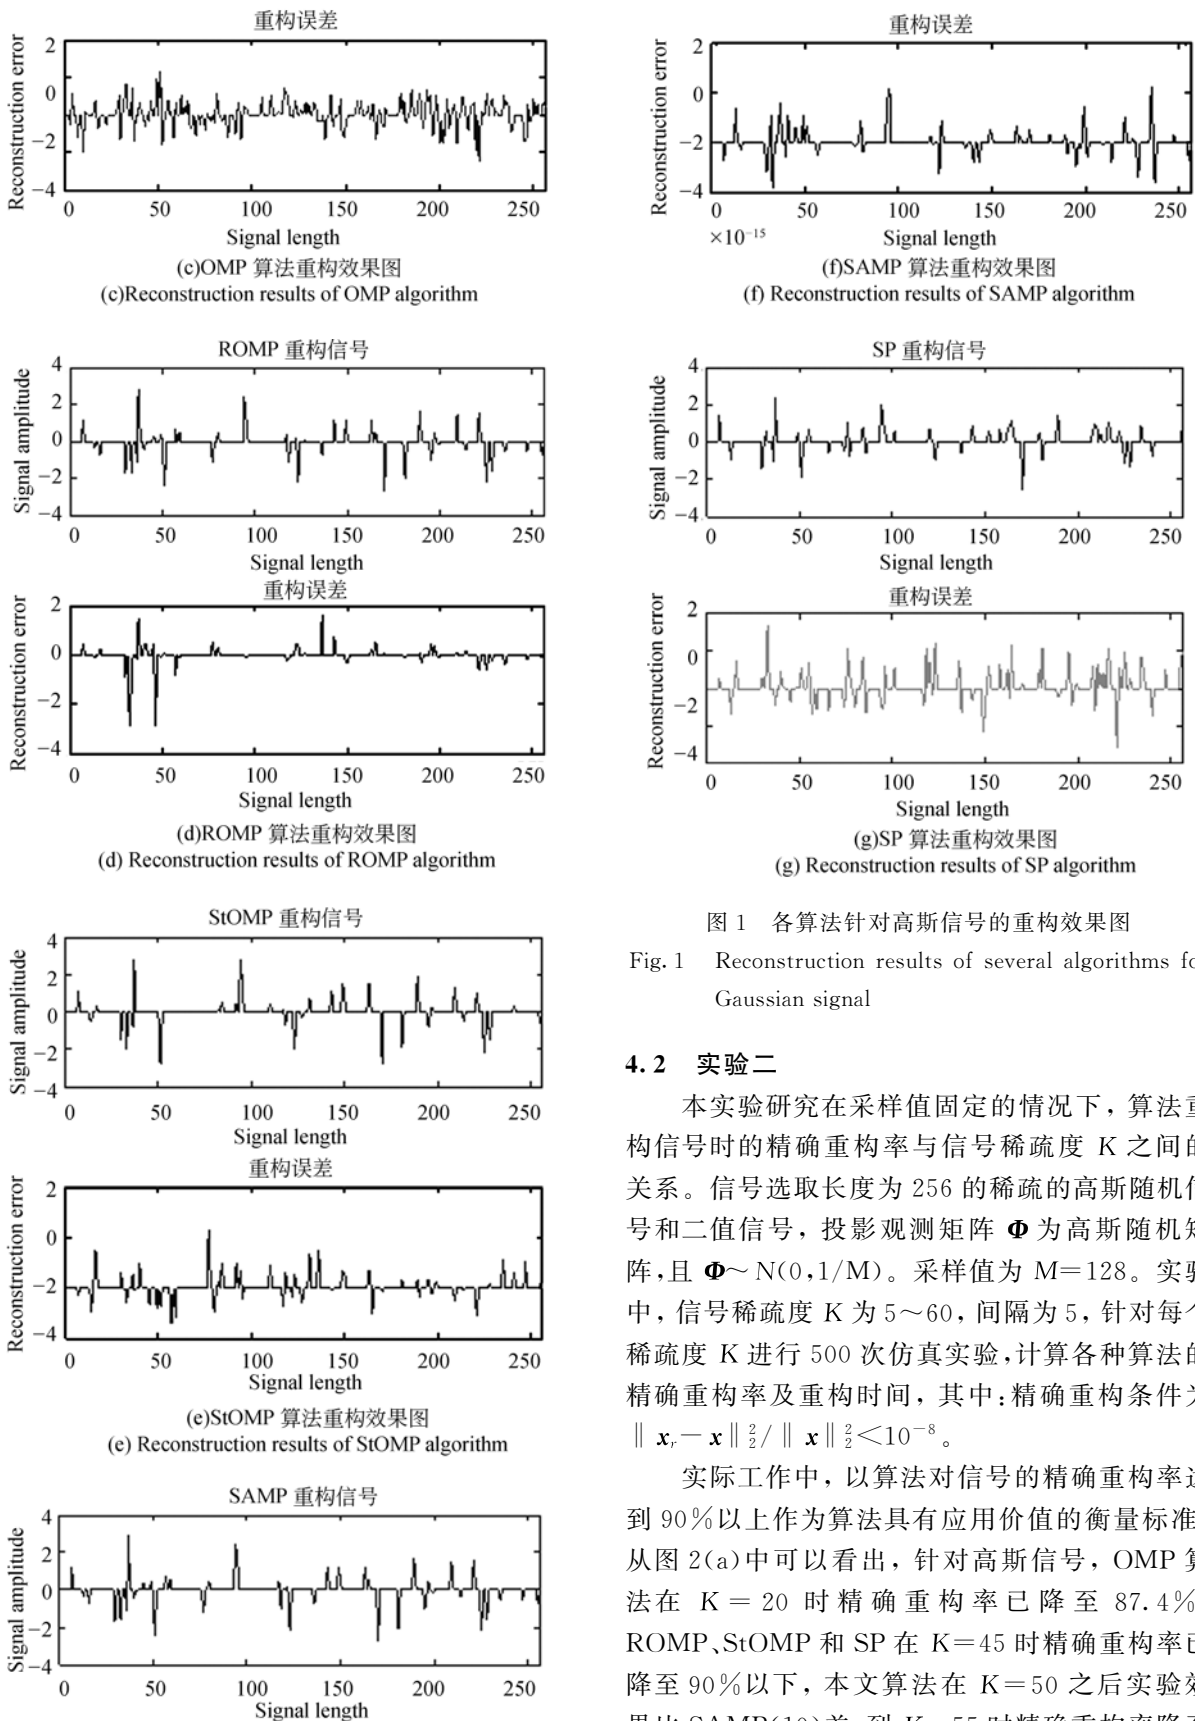 重构误差
Reconstruction error
2
0
−2
−4
0 50 100 150 200 250
Signal length
(c)OMP 算法重构效果图
(c)Reconstruction results of OMP algorithm
ROMP 重构信号
Signal amplitude
4
2
0
−2
−4
0 50 100 150 200 250
Signal length
重构误差
Reconstruction error
2
0
−2
−4
0 50 100 150 200 250
Signal length
(d)ROMP 算法重构效果图
(d) Reconstruction results of ROMP algorithm
StOMP 重构信号
Signal amplitude
4
2
0
−2
−4
0 50 100 150 200 250
Signal length
重构误差
Reconstruction error
2
0
−2
−4
0 50 100 150 200 250
Signal length
(e)StOMP 算法重构效果图
(e) Reconstruction results of StOMP algorithm
SAMP 重构信号
Signal amplitude
4
2
0
−2
−4
0 50 100 150 200 250
Signal length
重构误差
Reconstruction error
2
0
−2
−4
0 50 100 150 200 250
×10⁻¹⁵ Signal length
(f)SAMP 算法重构效果图
(f) Reconstruction results of SAMP algorithm
SP 重构信号
Signal amplitude
4
2
0
−2
−4
0 50 100 150 200 250
Signal length
重构误差
Reconstruction error
2
0
−2
−4
0 50 100 150 200 250
Signal length
(g)SP 算法重构效果图
(g) Reconstruction results of SP algorithm
图 1 各算法针对高斯信号的重构效果图
Fig. 1 Reconstruction results of several algorithms fo
Gaussian signal
4.2 实验二
本实验研究在采样值固定的情况下,算法重
构信号时的精确重构率与信号稀疏度 K 之间的
关系。信号选取长度为 256 的稀疏的高斯随机信
号和二值信号,投影观测矩阵 Φ 为高斯随机矩
阵,且 Φ~N(0,1/M)。采样值为 M=128。实验
中,信号稀疏度 K 为 5~60,间隔为 5,针对每个
稀疏度 K 进行 500 次仿真实验,计算各种算法的
精确重构率及重构时间,其中:精确重构条件为
‖xᵣ−x‖₂²/‖x‖₂²<10⁻⁸。
实际工作中,以算法对信号的精确重构率达
到 90%以上作为算法具有应用价值的衡量标准
从图 2(a)中可以看出,针对高斯信号,OMP 算
法在 K=20 时精确重构率已降至 87.4%
ROMP、StOMP 和 SP 在 K=45 时精确重构率已
降至 90%以下,本文算法在 K=50 之后实验效